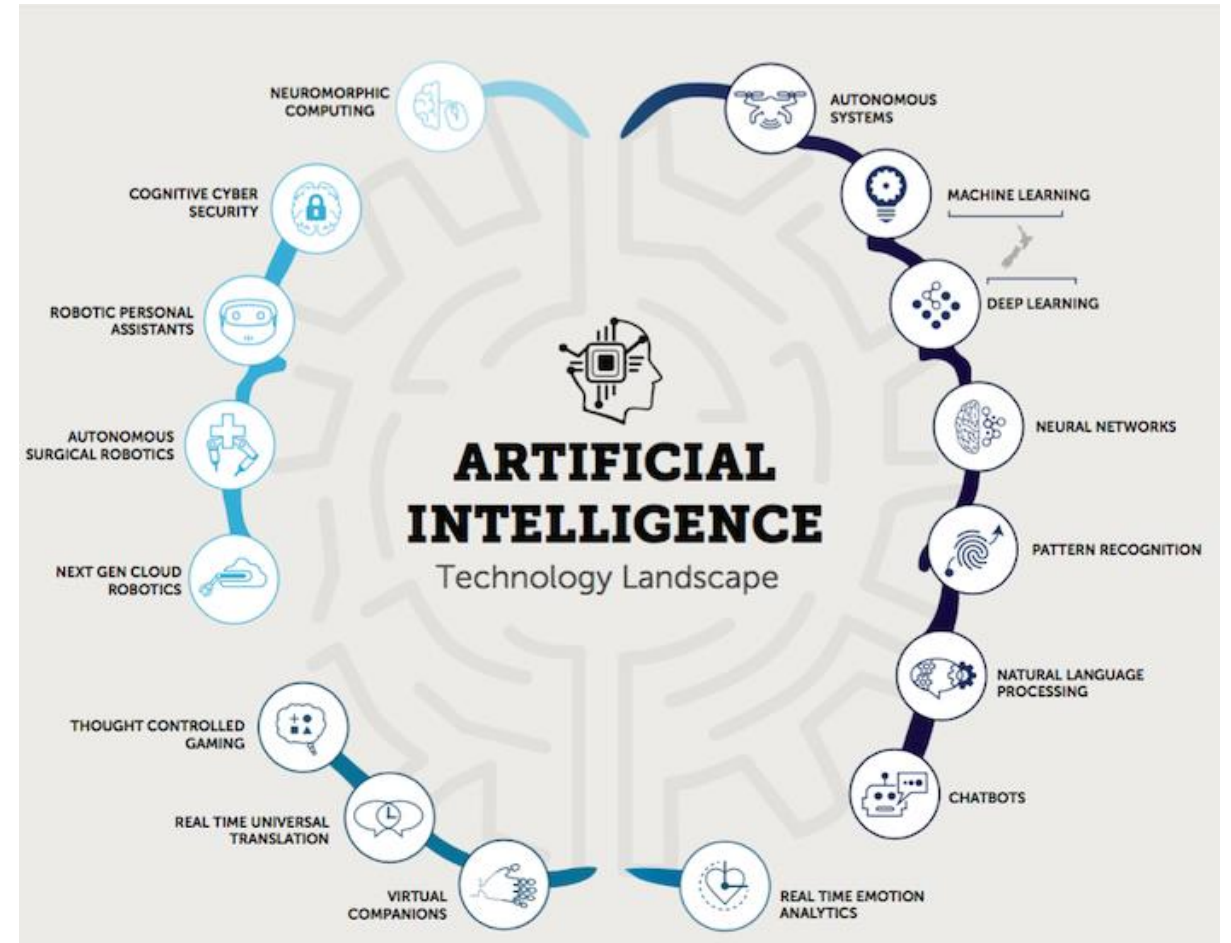 NEUROMORPHIC
COMPUTING
AUTONOMOUS
SYSTEMS
COGNITIVE CYBER
SECURITY
MACHINE LEARNING
ROBOTIC PERSONAL
ASSISTANTS
DEEP LEARNING
AUTONOMOUS
SURGICAL ROBOTICS
NEURAL NETWORKS
ARTIFICIAL
INTELLIGENCE
Technology Landscape
NEXT GEN CLOUD
ROBOTICS
PATTERN RECOGNITION
NATURAL LANGUAGE
PROCESSING
THOUGHT CONTROLLED
GAMING
CHATBOTS
REAL TIME UNIVERSAL
TRANSLATION
VIRTUAL
COMPANIONS
REAL TIME EMOTION
ANALYTICS